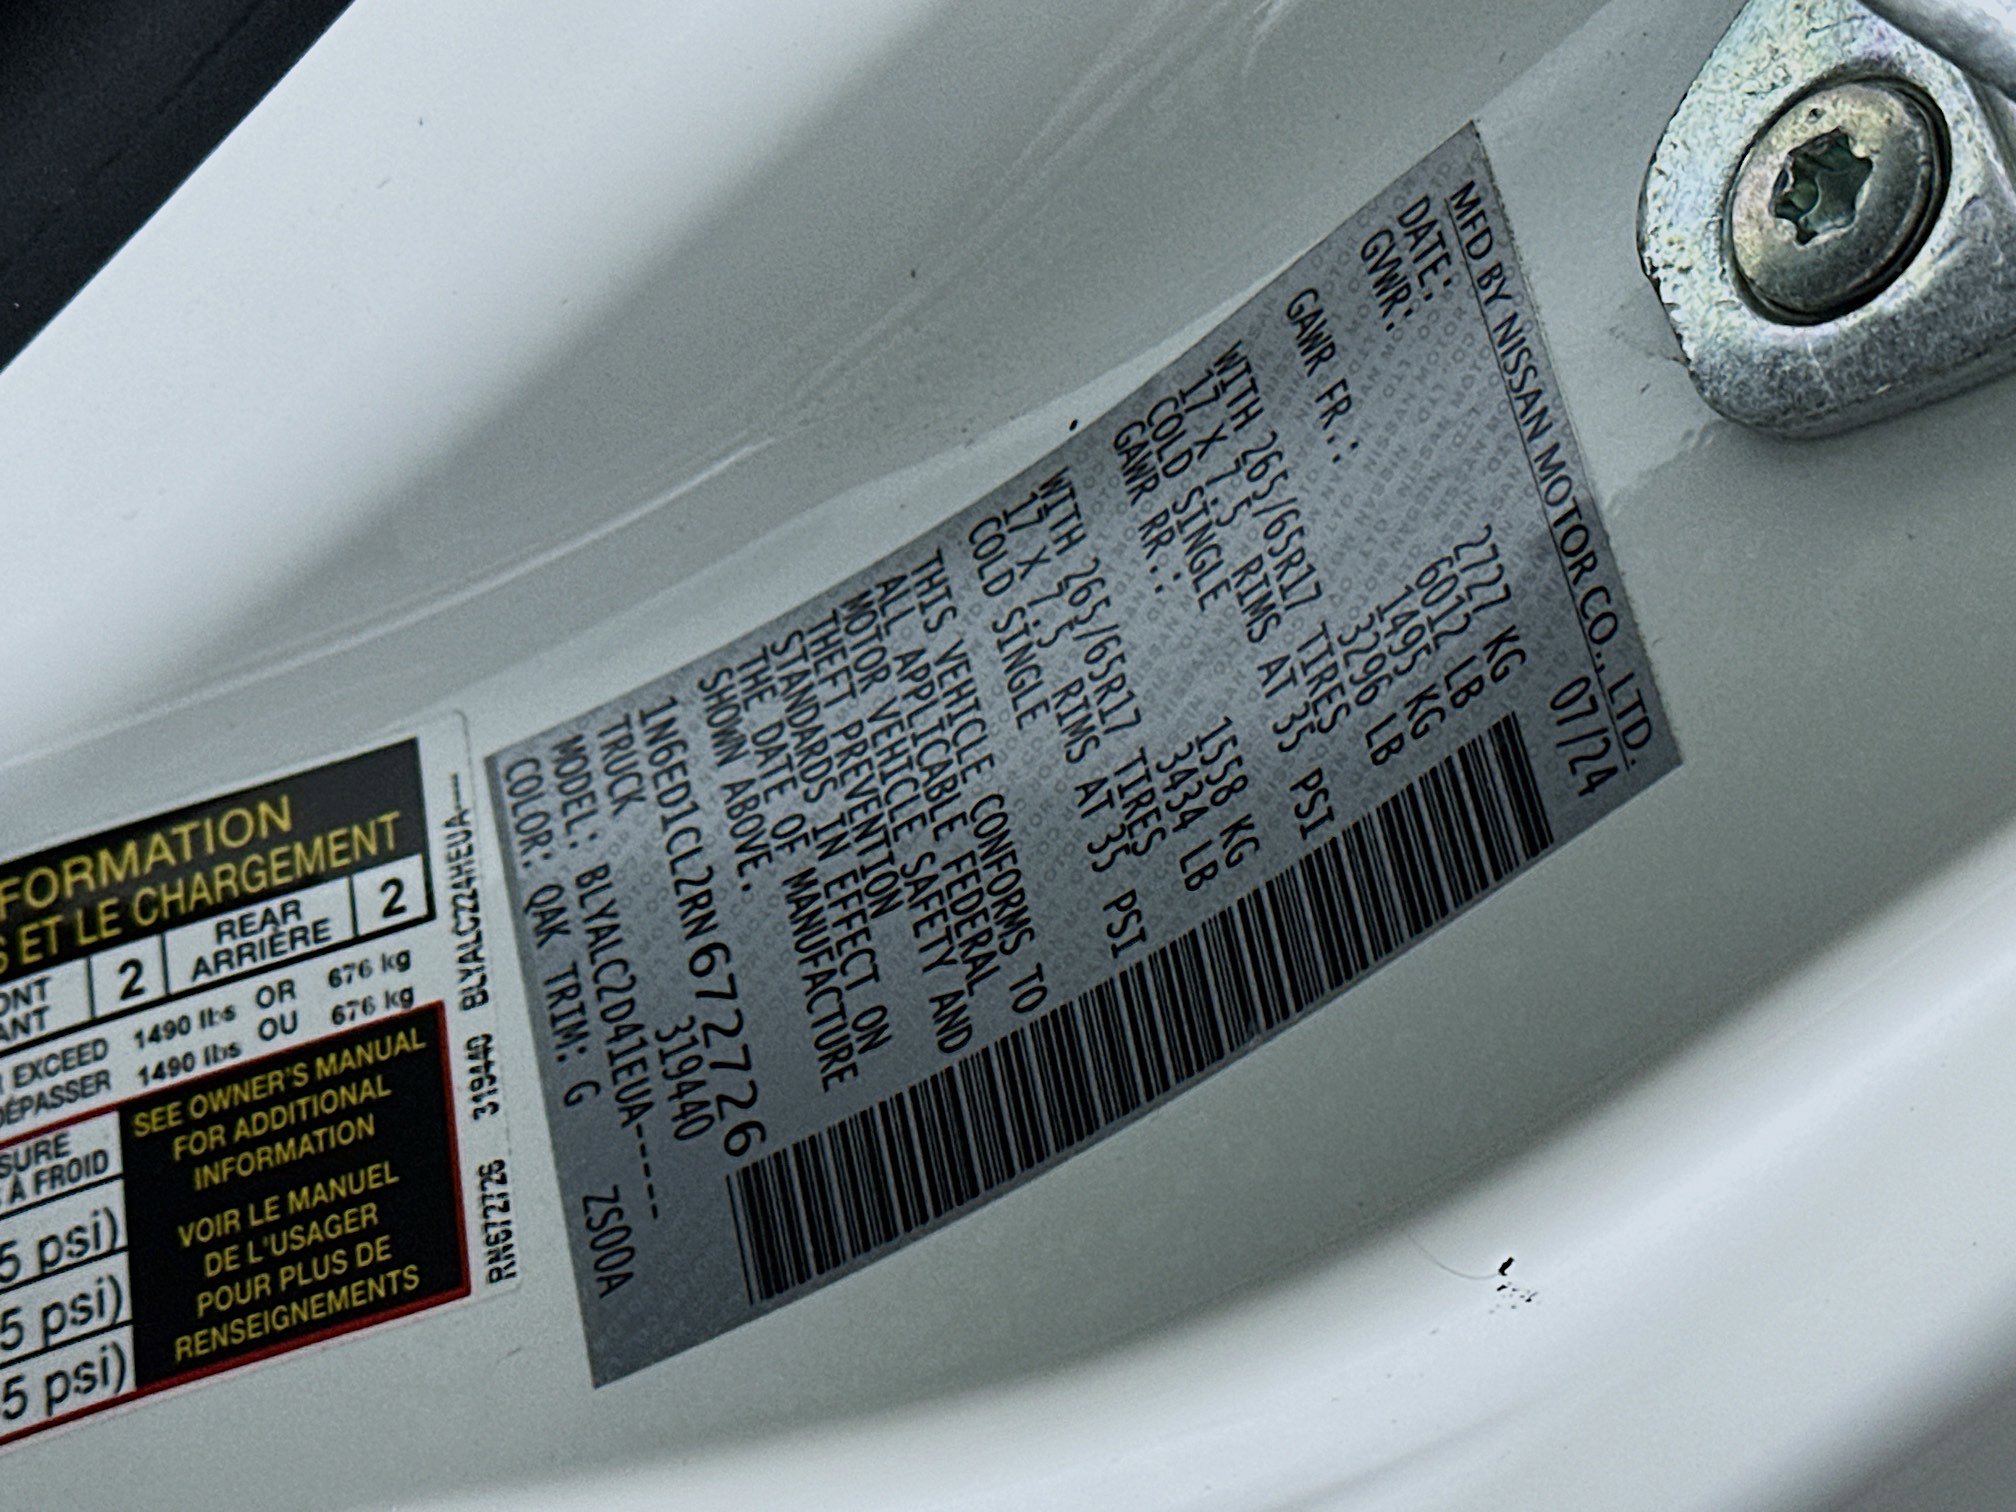 MFD BY NISSAN MOTOR CO., LTD.
DATE: 07/24
GVWR: 2727 KG
6012 LB
GAWR FR.: 1495 KG
3296 LB
WITH 265/65R17 TIRES
17 X 7.5 RIMS AT 35 PSI
COLD SINGLE
GAWR RR.: 1558 KG
3434 LB
WITH 265/65R17 TIRES
17 X 7.5 RIMS AT 35 PSI
COLD SINGLE
THIS VEHICLE CONFORMS TO
ALL APPLICABLE FEDERAL
MOTOR VEHICLE SAFETY AND
THEFT PREVENTION
STANDARDS IN EFFECT ON
THE DATE OF MANUFACTURE
SHOWN ABOVE.
1N6ED1CL2RN672726
TRUCK 319440
MODEL: BLYALC2D41EUA-----
COLOR: QAK TRIM: G ZS00A
FORMATION
S ET LE CHARGEMENT
ONT 2 REAR 2
ANT ARRIÈRE
EXCEED 1490 lbs OR 676 kg
DÉPASSER 1490 lbs OU 676 kg
SURE
À FROID
5 psi)
5 psi)
5 psi)
SEE OWNER'S MANUAL
FOR ADDITIONAL
INFORMATION
VOIR LE MANUEL
DE L'USAGER
POUR PLUS DE
RENSEIGNEMENTS
RN672726 319440